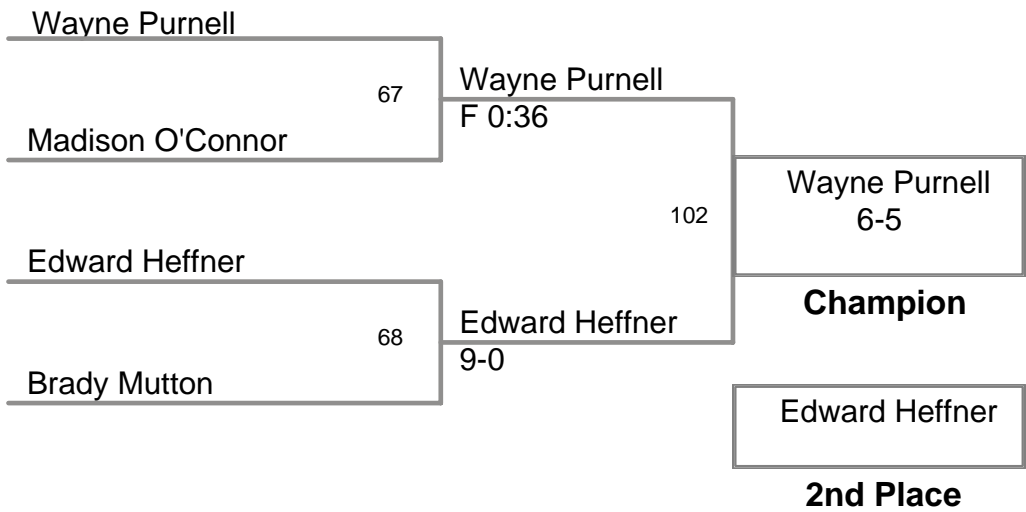 Wayne Purnell
67
Madison O'Connor
Wayne Purnell
F 0:36
Edward Heffner
68
Brady Mutton
Edward Heffner
9-0
102
Wayne Purnell
6-5
Champion
Edward Heffner
2nd Place